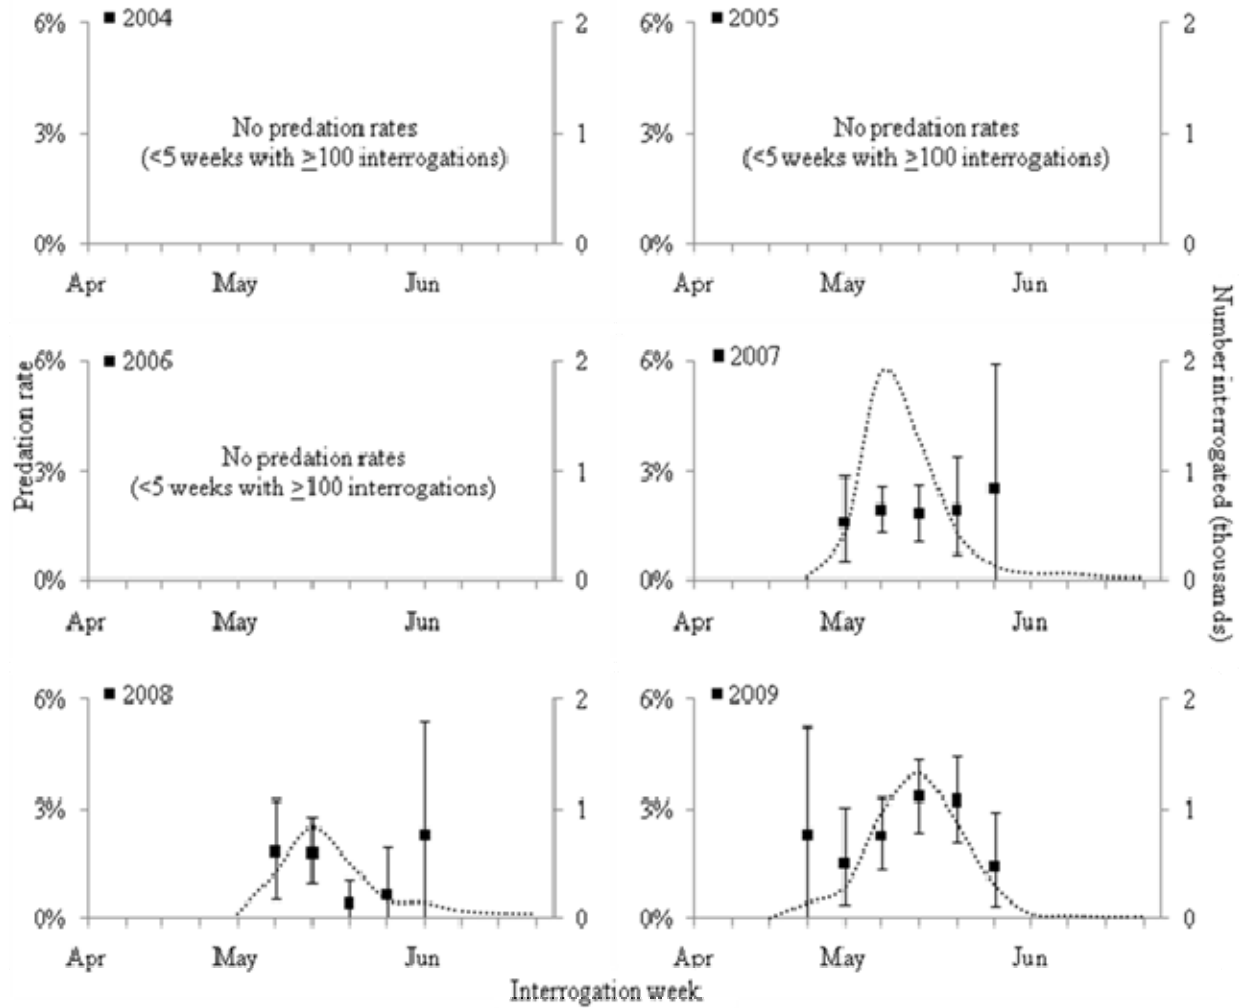 6% ■ 2004 2
3% No predation rates 1
(<5 weeks with ≥100 interrogations)
0% 0
Apr May Jun
6% ■ 2005 2
3% No predation rates 1
(<5 weeks with ≥100 interrogations)
0% 0
Apr May Jun
Predation rate
6% ■ 2006
3% No predation rates 1
(<5 weeks with ≥100 interrogations)
0% 0
Apr May Jun
2
6% ■ 2007 2
3% 1
0% 0
Apr May Jun
Number interrogated (thousands)
6% ■ 2008 2
3% 1
0% 0
Apr May Jun
6% ■ 2009 2
3% 1
0% 0
Apr May Jun
Interrogation week